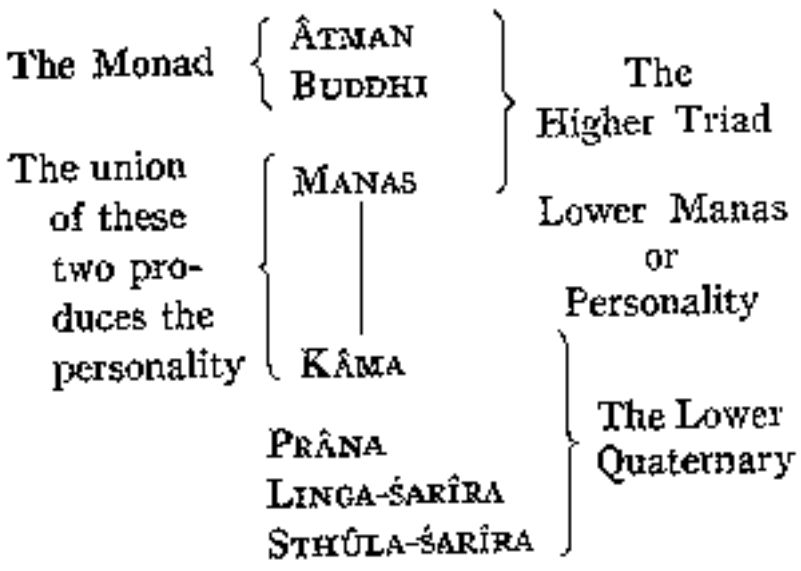 The Monad
ÂTMAN
BUDDHI
The
Higher Triad
The union
of these
two pro-
duces the
personality
MANAS
KÂMA
Lower Manas
or
Personality
PRÂNA
LINGA-ŚARÎRA
STHÛLA-ŚARÎRA
The Lower
Quaternary